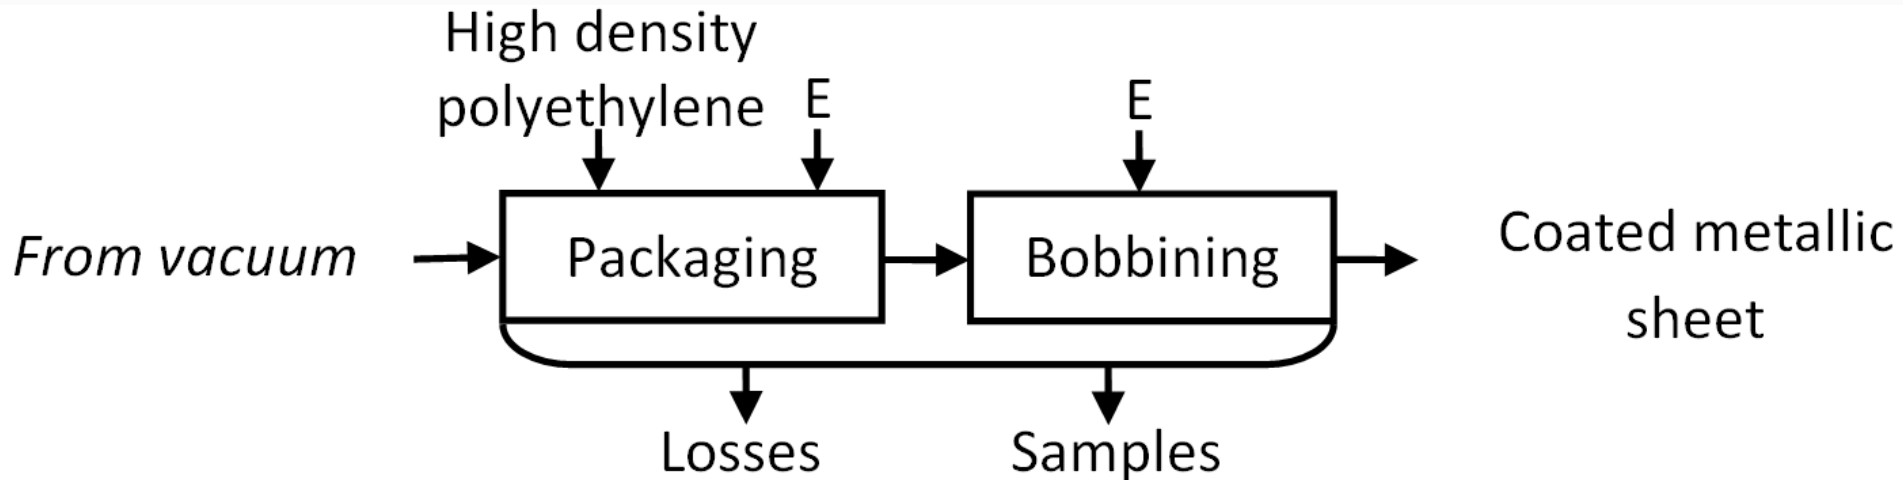 High density
polyethylene
E
E
From vacuum
Packaging
Bobbining
Coated metallic
sheet
Losses
Samples